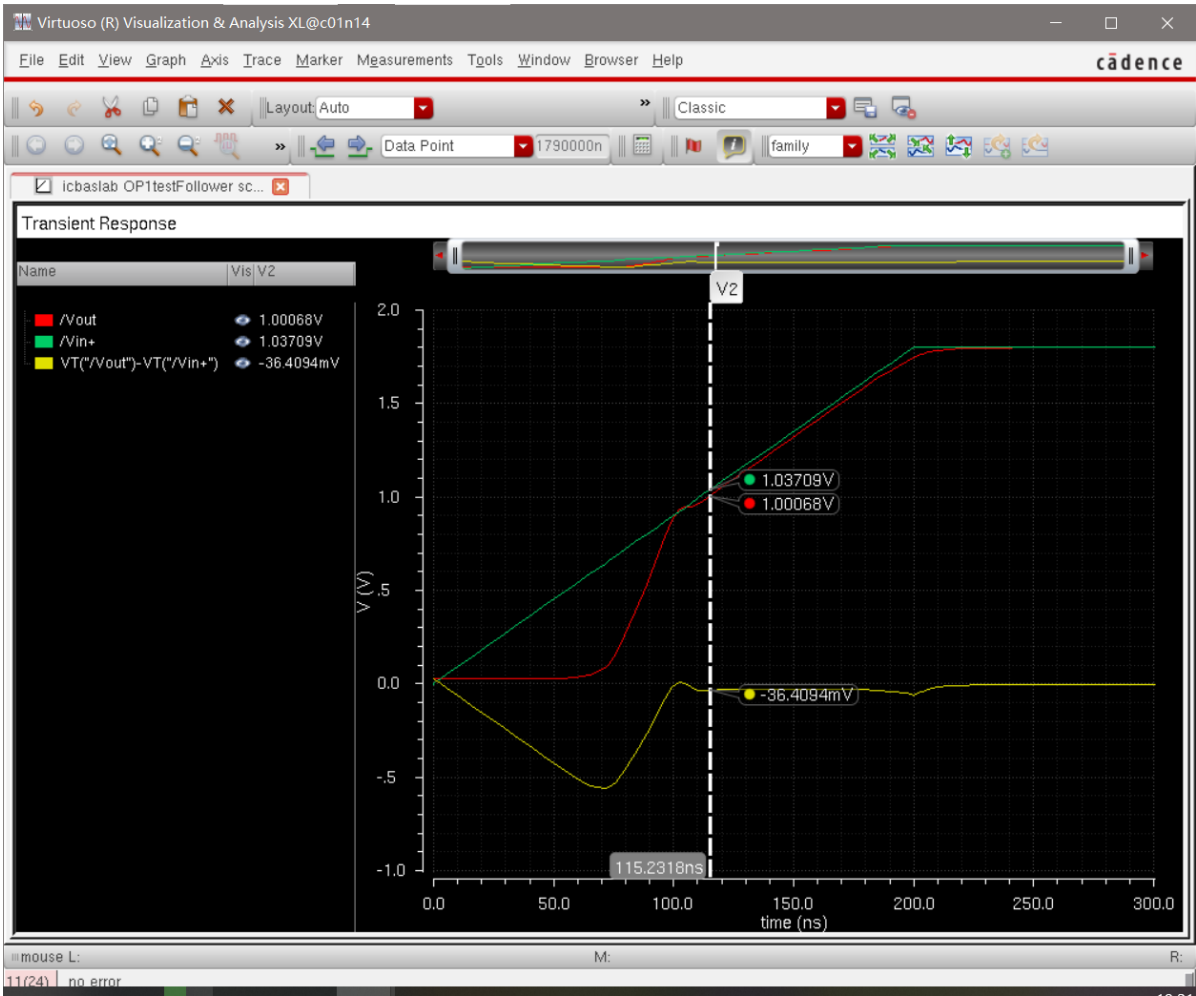 Virtuoso (R) Visualization & Analysis XL@c01n14
File Edit View Graph Axis Trace Marker Measurements Tools Window Browser Help
cādence
Layout: Auto » Classic
» Data Point 1790000n family
icbaslab OP1testFollower sc...
Transient Response
Name Vis V2
/Vout 1.00068V
/Vin+ 1.03709V
VT("/Vout")-VT("/Vin+") -36.4094mV
V2
2.0
1.5
1.0
.5
0.0
-.5
-1.0
V (V)
1.03709V
1.00068V
-36.4094mV
115.2318ns
0.0 50.0 100.0 150.0 200.0 250.0 300.0
time (ns)
mouse L: M: R:
11(24) no error